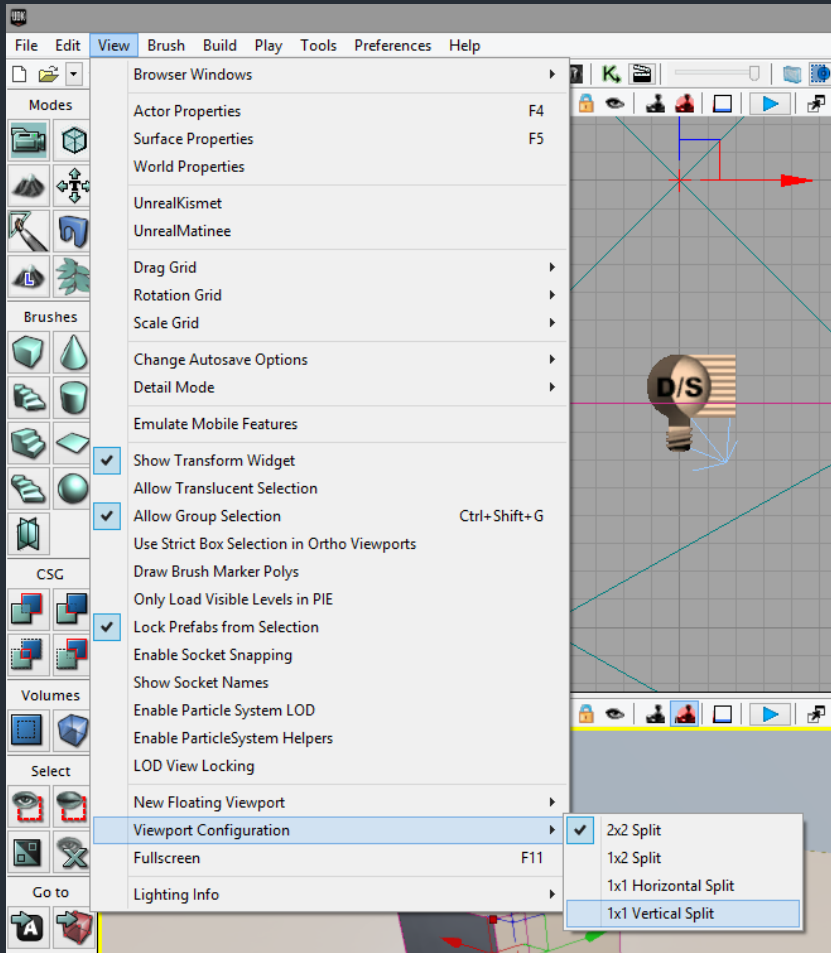 UDK
File Edit View Brush Build Play Tools Preferences Help
Browser Windows
Modes
Actor Properties F4
Surface Properties F5
World Properties
UnrealKismet
UnrealMatinee
Drag Grid
Rotation Grid
Scale Grid
Brushes
Change Autosave Options
Detail Mode
D/S
Emulate Mobile Features
Show Transform Widget
Allow Translucent Selection
Allow Group Selection Ctrl+Shift+G
Use Strict Box Selection in Ortho Viewports
Draw Brush Marker Polys
CSG
Only Load Visible Levels in PIE
Lock Prefabs from Selection
Enable Socket Snapping
Show Socket Names
Volumes
Enable Particle System LOD
Enable ParticleSystem Helpers
LOD View Locking
Select
New Floating Viewport
Viewport Configuration
2x2 Split
Fullscreen F11
1x2 Split
1x1 Horizontal Split
Go to
Lighting Info
1x1 Vertical Split
A